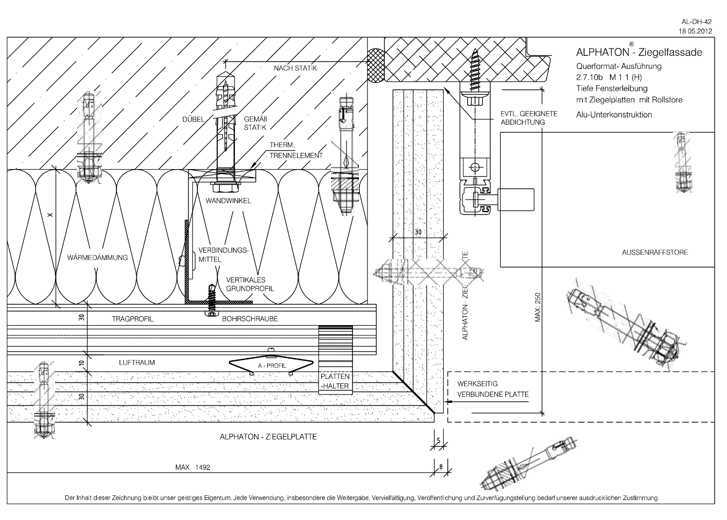 AL-DH-42
18.05.2012
ALPHATON® - Ziegelfassade
Querformat- Ausführung
2.7.10b M 1:1 (H)
Tiefe Fensterleibung
mit Ziegelplatten mit Rollstore
Alu-Unterkonstruktion
NACH STATIK
DÜBEL
GEMÄß
STATIK
THERM.
TRENNELEMENT
EVTL. GEEIGNETE
ABDICHTUNG
WANDWINKEL
X
30
WÄRMEDÄMMUNG
VERBINDUNGS-
MITTEL
VERTIKALES
GRUNDPROFIL
AUSSENRAFFSTORE
ALPHATON ZIEG
TE
MAX. 250
30
TRAGPROFIL
BOHRSCHRAUBE
10
LUFTRAUM
A - PROFIL
PLATTEN
-HALTER
30
WERKSEITIG
VERBUNDENE PLATTE
ALPHATON - ZIEGELPLATTE
5
MAX. 1492
8
Der Inhalt dieser Zeichnung bleibt unser geistiges Eigentum. Jede Verwendung, insbesondere die Weitergabe, Vervielfältigung, Veröffentlichung und Zurverfügungstellung bedarf unserer ausdrücklichen Zustimmung